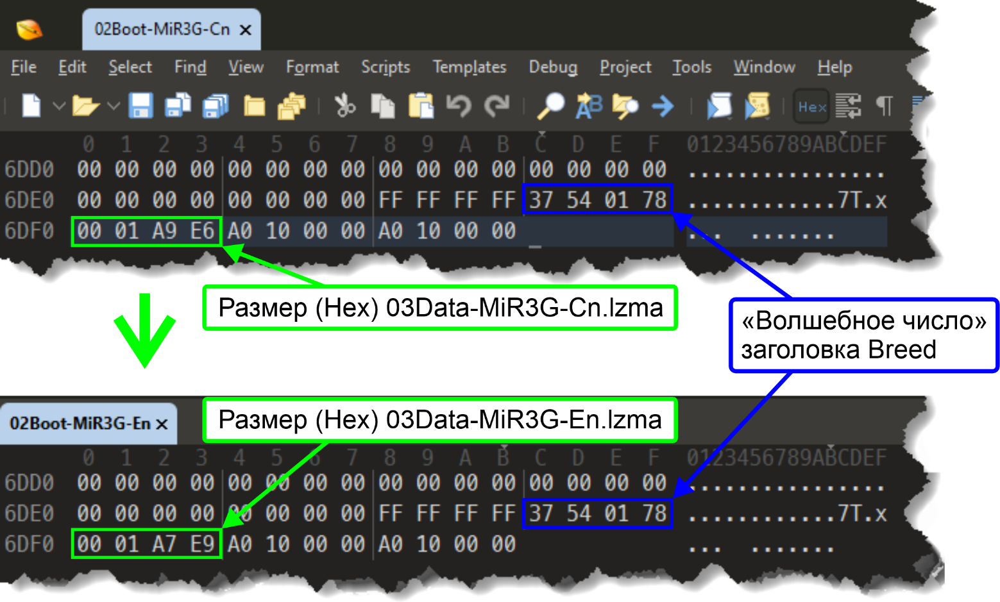 02Boot-MiR3G-Cn ×
File Edit Select Find View Format Scripts Templates Debug Project Tools Window Help
Hex
0 1 2 3 4 5 6 7 8 9 A B C D E F 0123456789ABCDEF
6DD0 00 00 00 00 00 00 00 00 00 00 00 00 00 00 00 00 ................
6DE0 00 00 00 00 00 00 00 00 FF FF FF FF 37 54 01 78 ............7T.x
6DF0 00 01 A9 E6 A0 10 00 00 A0 10 00 00 ... .......
Размер (Hex) 03Data-MiR3G-Cn.lzma
«Волшебное число»
заголовка Breed
Размер (Hex) 03Data-MiR3G-En.lzma
02Boot-MiR3G-En ×
0 1 2 3 4 5 6 7 8 9 A B C D E F 0123456789ABCDEF
6DD0 00 00 00 00 00 00 00 00 00 00 00 00 00 00 00 00 ................
6DE0 00 00 00 00 00 00 00 00 FF FF FF FF 37 54 01 78 ............7T.x
6DF0 00 01 A7 E9 A0 10 00 00 A0 10 00 00 ... .......